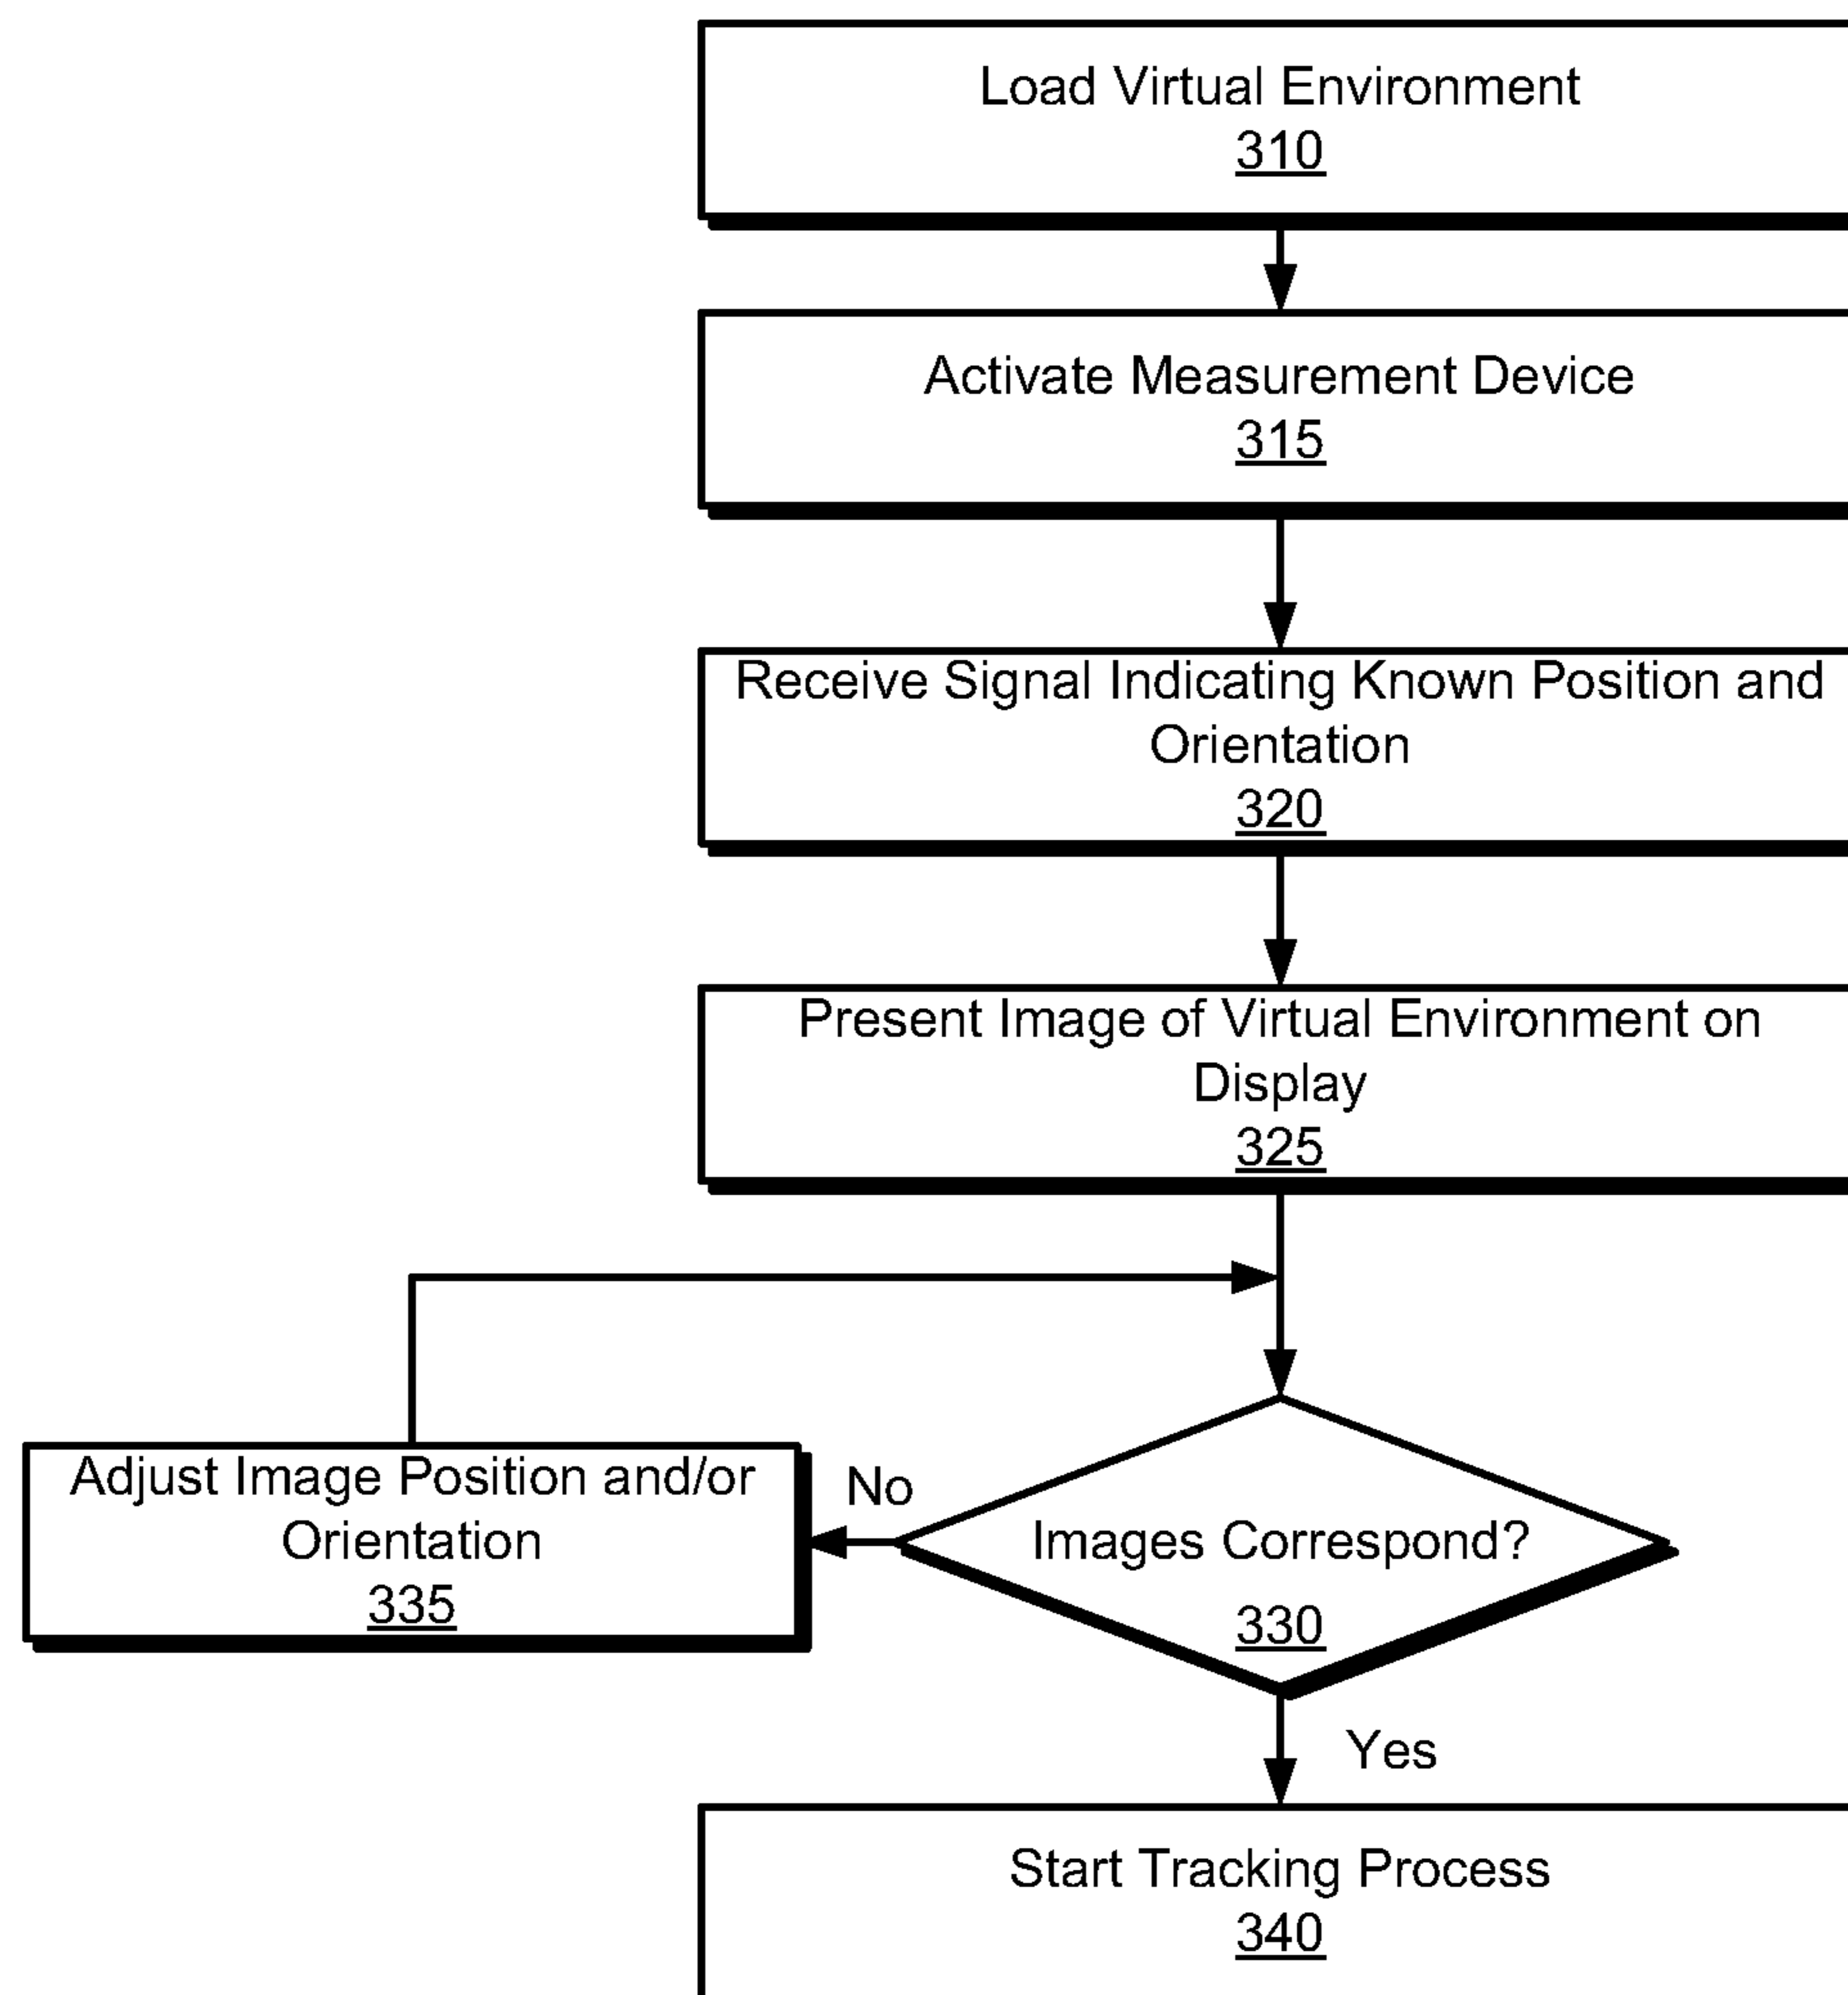 Load Virtual Environment
310
Activate Measurement Device
315
Receive Signal Indicating Known Position and
Orientation
320
Present Image of Virtual Environment on
Display
325
Adjust Image Position and/or
Orientation
335
No
Images Correspond?
330
Yes
Start Tracking Process
340